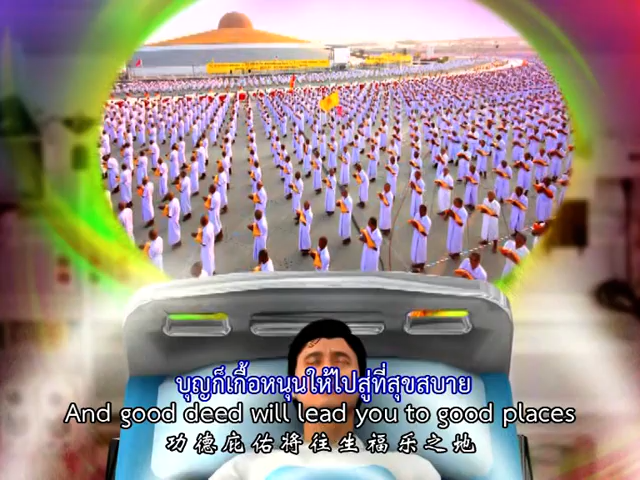 บุญก็เกื้อหนุนให้ไปสู่ที่สุขสบาย
And good deed will lead you to good places
功德庇佑将往生福乐之地